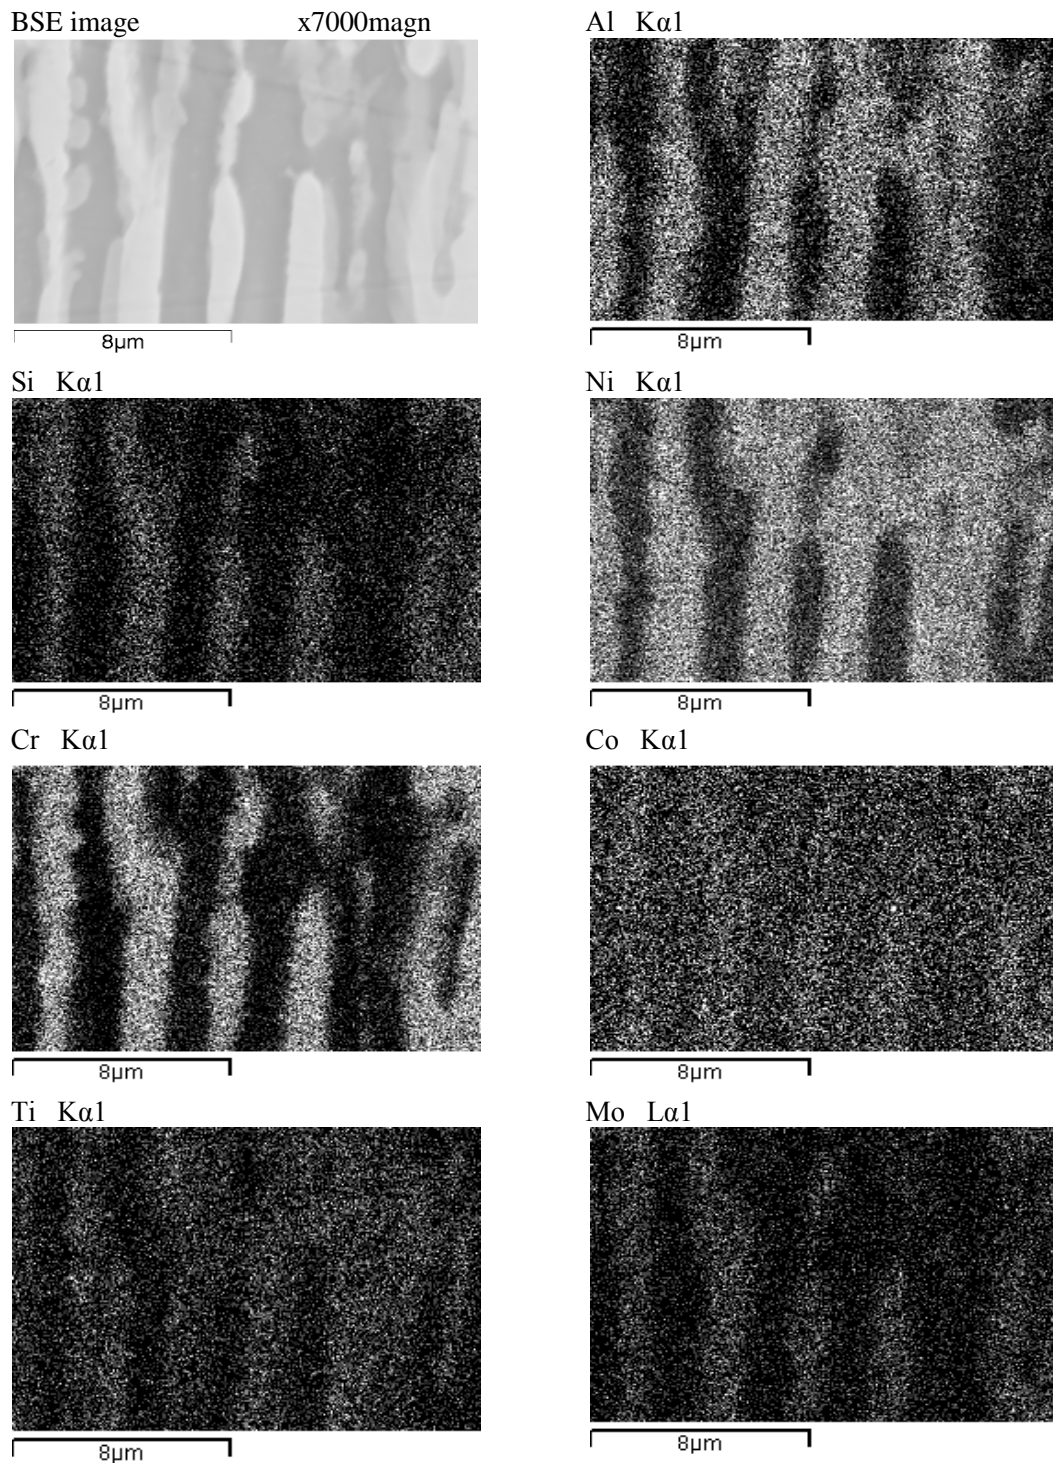 BSE image x7000magn
Al Kα1
8µm
8µm
Si Kα1
Ni Kα1
8µm
8µm
Cr Kα1
Co Kα1
8µm
8µm
Ti Kα1
Mo Lα1
8µm
8µm